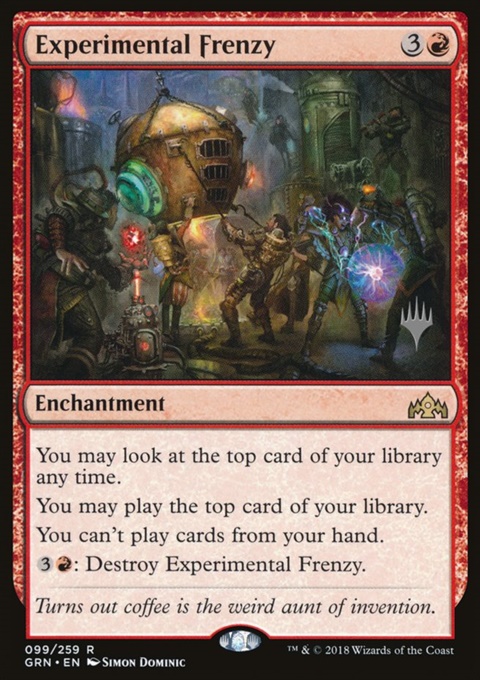 Experimental Frenzy 3
Enchantment
You may look at the top card of your library
any time.
You may play the top card of your library.
You can't play cards from your hand.
3: Destroy Experimental Frenzy.
Turns out coffee is the weird aunt of invention.
099/259 R
GRN • EN Simon Dominic
™ & © 2018 Wizards of the Coast